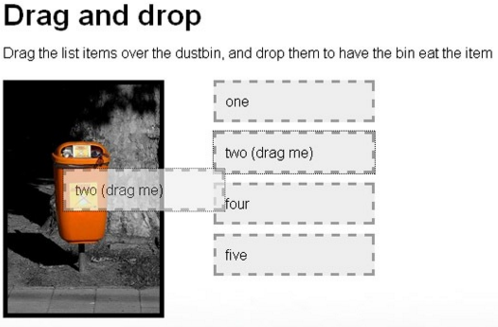 Drag and drop
Drag the list items over the dustbin, and drop them to have the bin eat the item
one
two (drag me)
two (drag me)
four
five